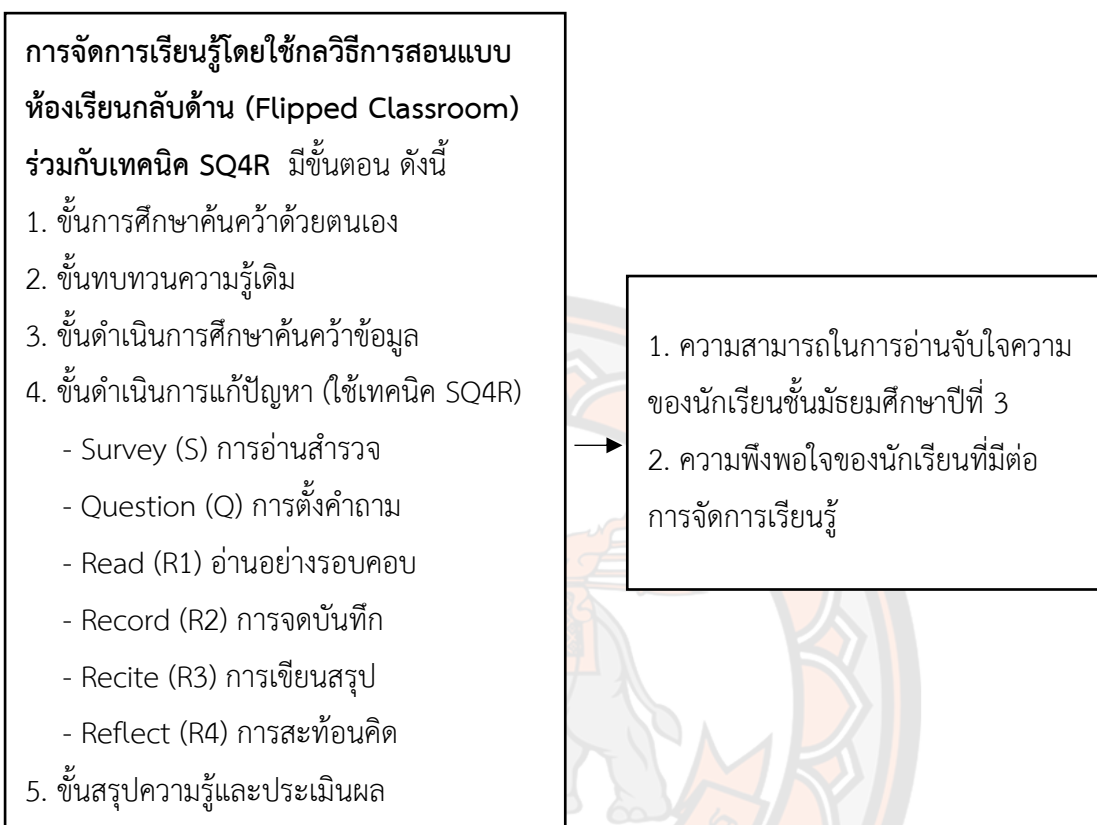 การจัดการเรียนรู้โดยใช้กลวิธีการสอนแบบ
ห้องเรียนกลับด้าน (Flipped Classroom)
ร่วมกับเทคนิค SQ4R มีขั้นตอน ดังนี้
1. ขั้นการศึกษาค้นคว้าด้วยตนเอง
2. ขั้นทบทวนความรู้เดิม
3. ขั้นดำเนินการศึกษาค้นคว้าข้อมูล
4. ขั้นดำเนินการแก้ปัญหา (ใช้เทคนิค SQ4R)
- Survey (S) การอ่านสำรวจ
- Question (Q) การตั้งคำถาม
- Read (R1) อ่านอย่างรอบคอบ
- Record (R2) การจดบันทึก
- Recite (R3) การเขียนสรุป
- Reflect (R4) การสะท้อนคิด
5. ขั้นสรุปความรู้และประเมินผล
1. ความสามารถในการอ่านจับใจความ
ของนักเรียนชั้นมัธยมศึกษาปีที่ 3
2. ความพึงพอใจของนักเรียนที่มีต่อ
การจัดการเรียนรู้